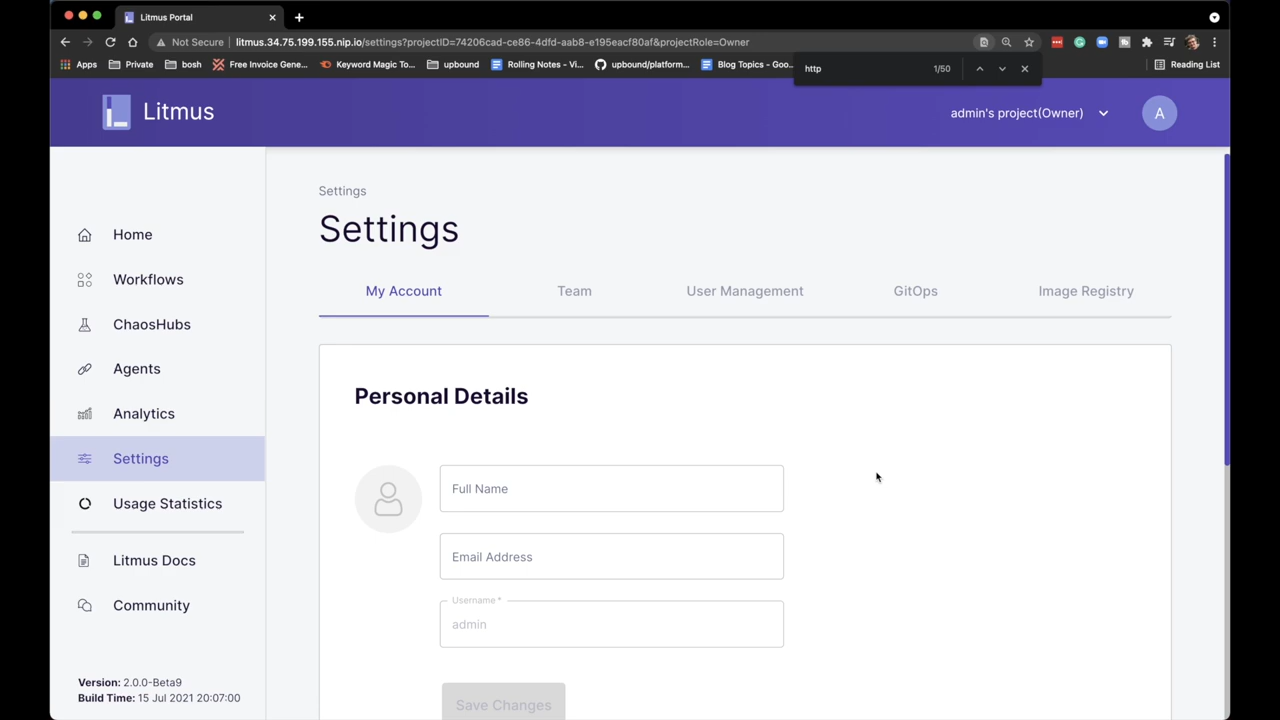 Litmus Portal
Not Secure litmus.34.75.199.155.nip.io/settings?projectID=74206cad-ce86-4dfd-aab8-e195eacf80af&projectRole=Owner
Apps Private bosh Free Invoice Gene... Keyword Magic To... upbound Rolling Notes - Vi... upbound/platform... Blog Topics - Goo... Reading List
http 1/50
Litmus
admin's project(Owner)
A
Settings
Settings
My Account Team User Management GitOps Image Registry
Home
Workflows
ChaosHubs
Agents
Analytics
Settings
Usage Statistics
Litmus Docs
Community
Version: 2.0.0-Beta9
Build Time: 15 Jul 2021 20:07:00
Personal Details
Full Name
Email Address
Username *
admin
Save Changes